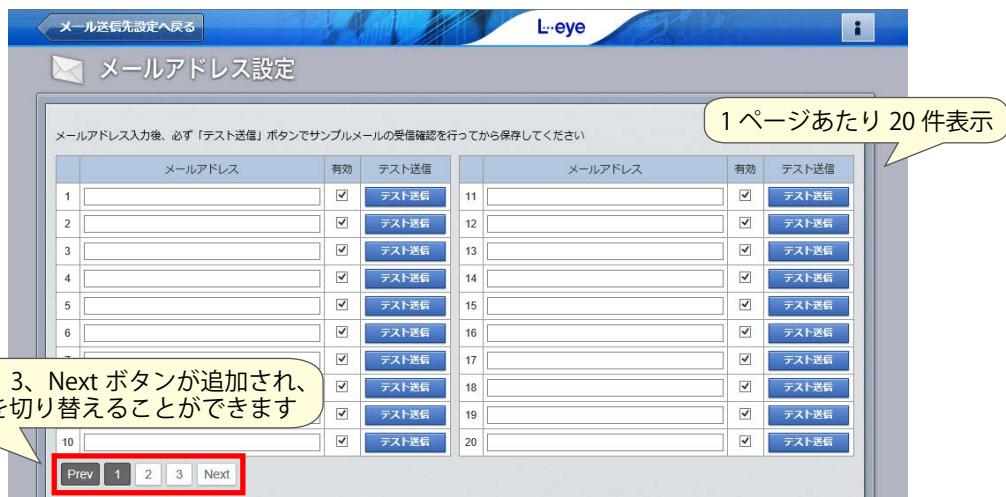 メール送信先設定へ戻る
L··eye
i
メールアドレス設定
1 ページあたり 20 件表示
メールアドレス入力後、必ず「テスト送信」ボタンでサンプルメールの受信確認を行ってから保存してください
メールアドレス 有効 テスト送信 メールアドレス 有効 テスト送信
1 テスト送信 11 テスト送信
2 テスト送信 12 テスト送信
3 テスト送信 13 テスト送信
4 テスト送信 14 テスト送信
5 テスト送信 15 テスト送信
6 テスト送信 16 テスト送信
テスト送信 17 テスト送信
3、Next ボタンが追加され、
テスト送信 18 テスト送信
を切り替えることができます
テスト送信 19 テスト送信
10 テスト送信 20 テスト送信
Prev 1 2 3 Next